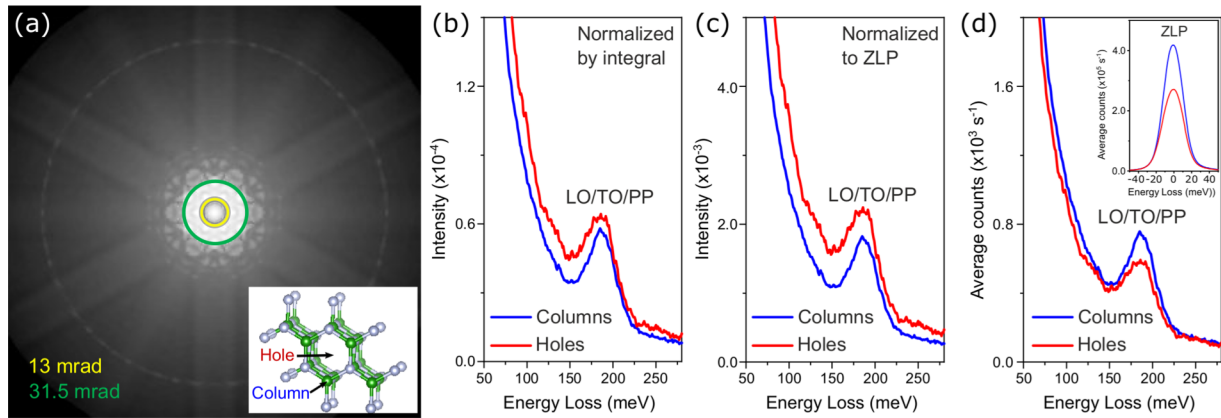 (a)
13 mrad
31.5 mrad
Hole
Column
(b)
Normalized
by integral
LO/TO/PP
Columns
Holes
Intensity (x10-4)
1.2
0.6
0.0
50 100 150 200 250
Energy Loss (meV)
(c)
Normalized
to ZLP
LO/TO/PP
Columns
Holes
Intensity (x10-3)
4.0
2.0
0.0
50 100 150 200 250
Energy Loss (meV)
(d)
ZLP
Average counts (x10⁵ s⁻¹)
4.0
2.0
0.0
-40 -20 0 20 40
Energy Loss (meV))
LO/TO/PP
Columns
Holes
Average counts (x10³ s⁻¹)
1.6
0.8
0.0
50 100 150 200 250
Energy Loss (meV)